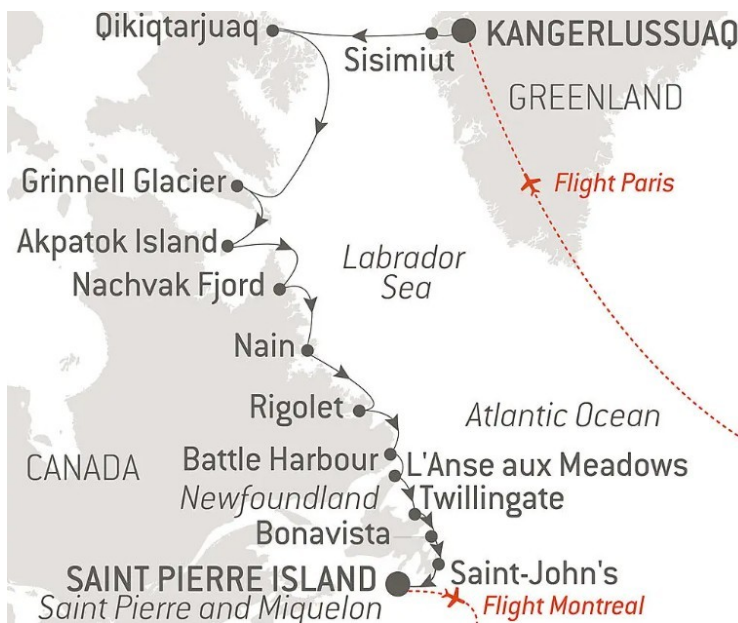 Qikiqtarjuaq
KANGERLUSSUAQ
Sisimiut
GREENLAND
Grinnell Glacier
Flight Paris
Akpatok Island
Labrador
Sea
Nachvak Fjord
Nain
Rigolet
Atlantic Ocean
CANADA
Battle Harbour
L'Anse aux Meadows
Newfoundland
Twillingate
Bonavista
SAINT PIERRE ISLAND
Saint-John's
Saint Pierre and Miquelon
Flight Montreal